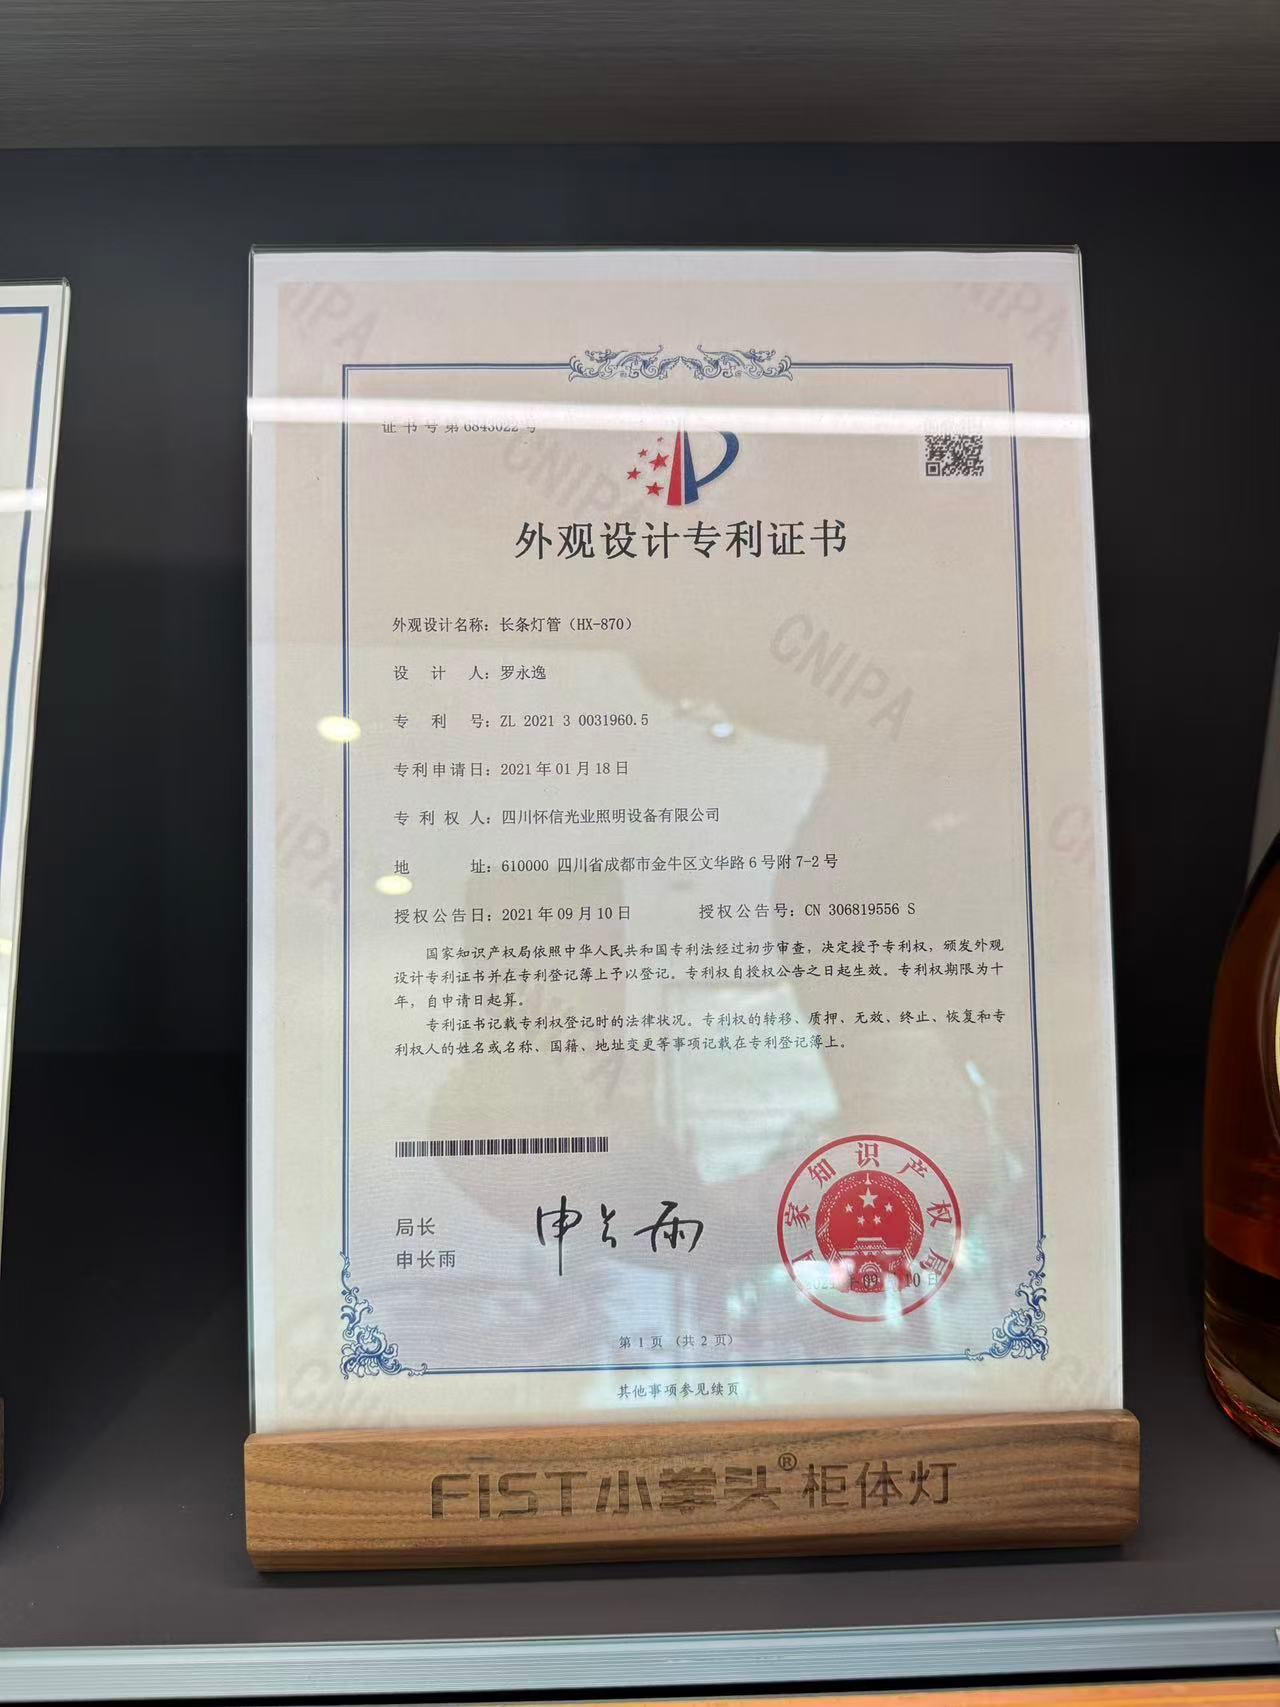 证书号第6843022号
外观设计专利证书
外观设计名称：长条灯管（HX-870）
设计人：罗永逸
专利号：ZL 2021 3 0031960.5
专利申请日：2021年01月18日
专利权人：四川怀信光业照明设备有限公司
地址：610000 四川省成都市金牛区文华路6号附7-2号
授权公告日：2021年09月10日 授权公告号：CN 306819556 S
国家知识产权局依照中华人民共和国专利法经过初步审查，决定授予专利权，颁发外观
设计专利证书并在专利登记簿上予以登记。专利权自授权公告之日起生效。专利权期限为十
年，自申请日起算。
专利证书记载专利权登记时的法律状况。专利权的转移、质押、无效、终止、恢复和专
利权人的姓名或名称、国籍、地址变更等事项记载在专利登记簿上。
局长
申长雨
申长雨
国家知识产权局
2021年09月10日
第1页（共2页）
其他事项参见续页
FIST小拳头®柜体灯
CNIPA